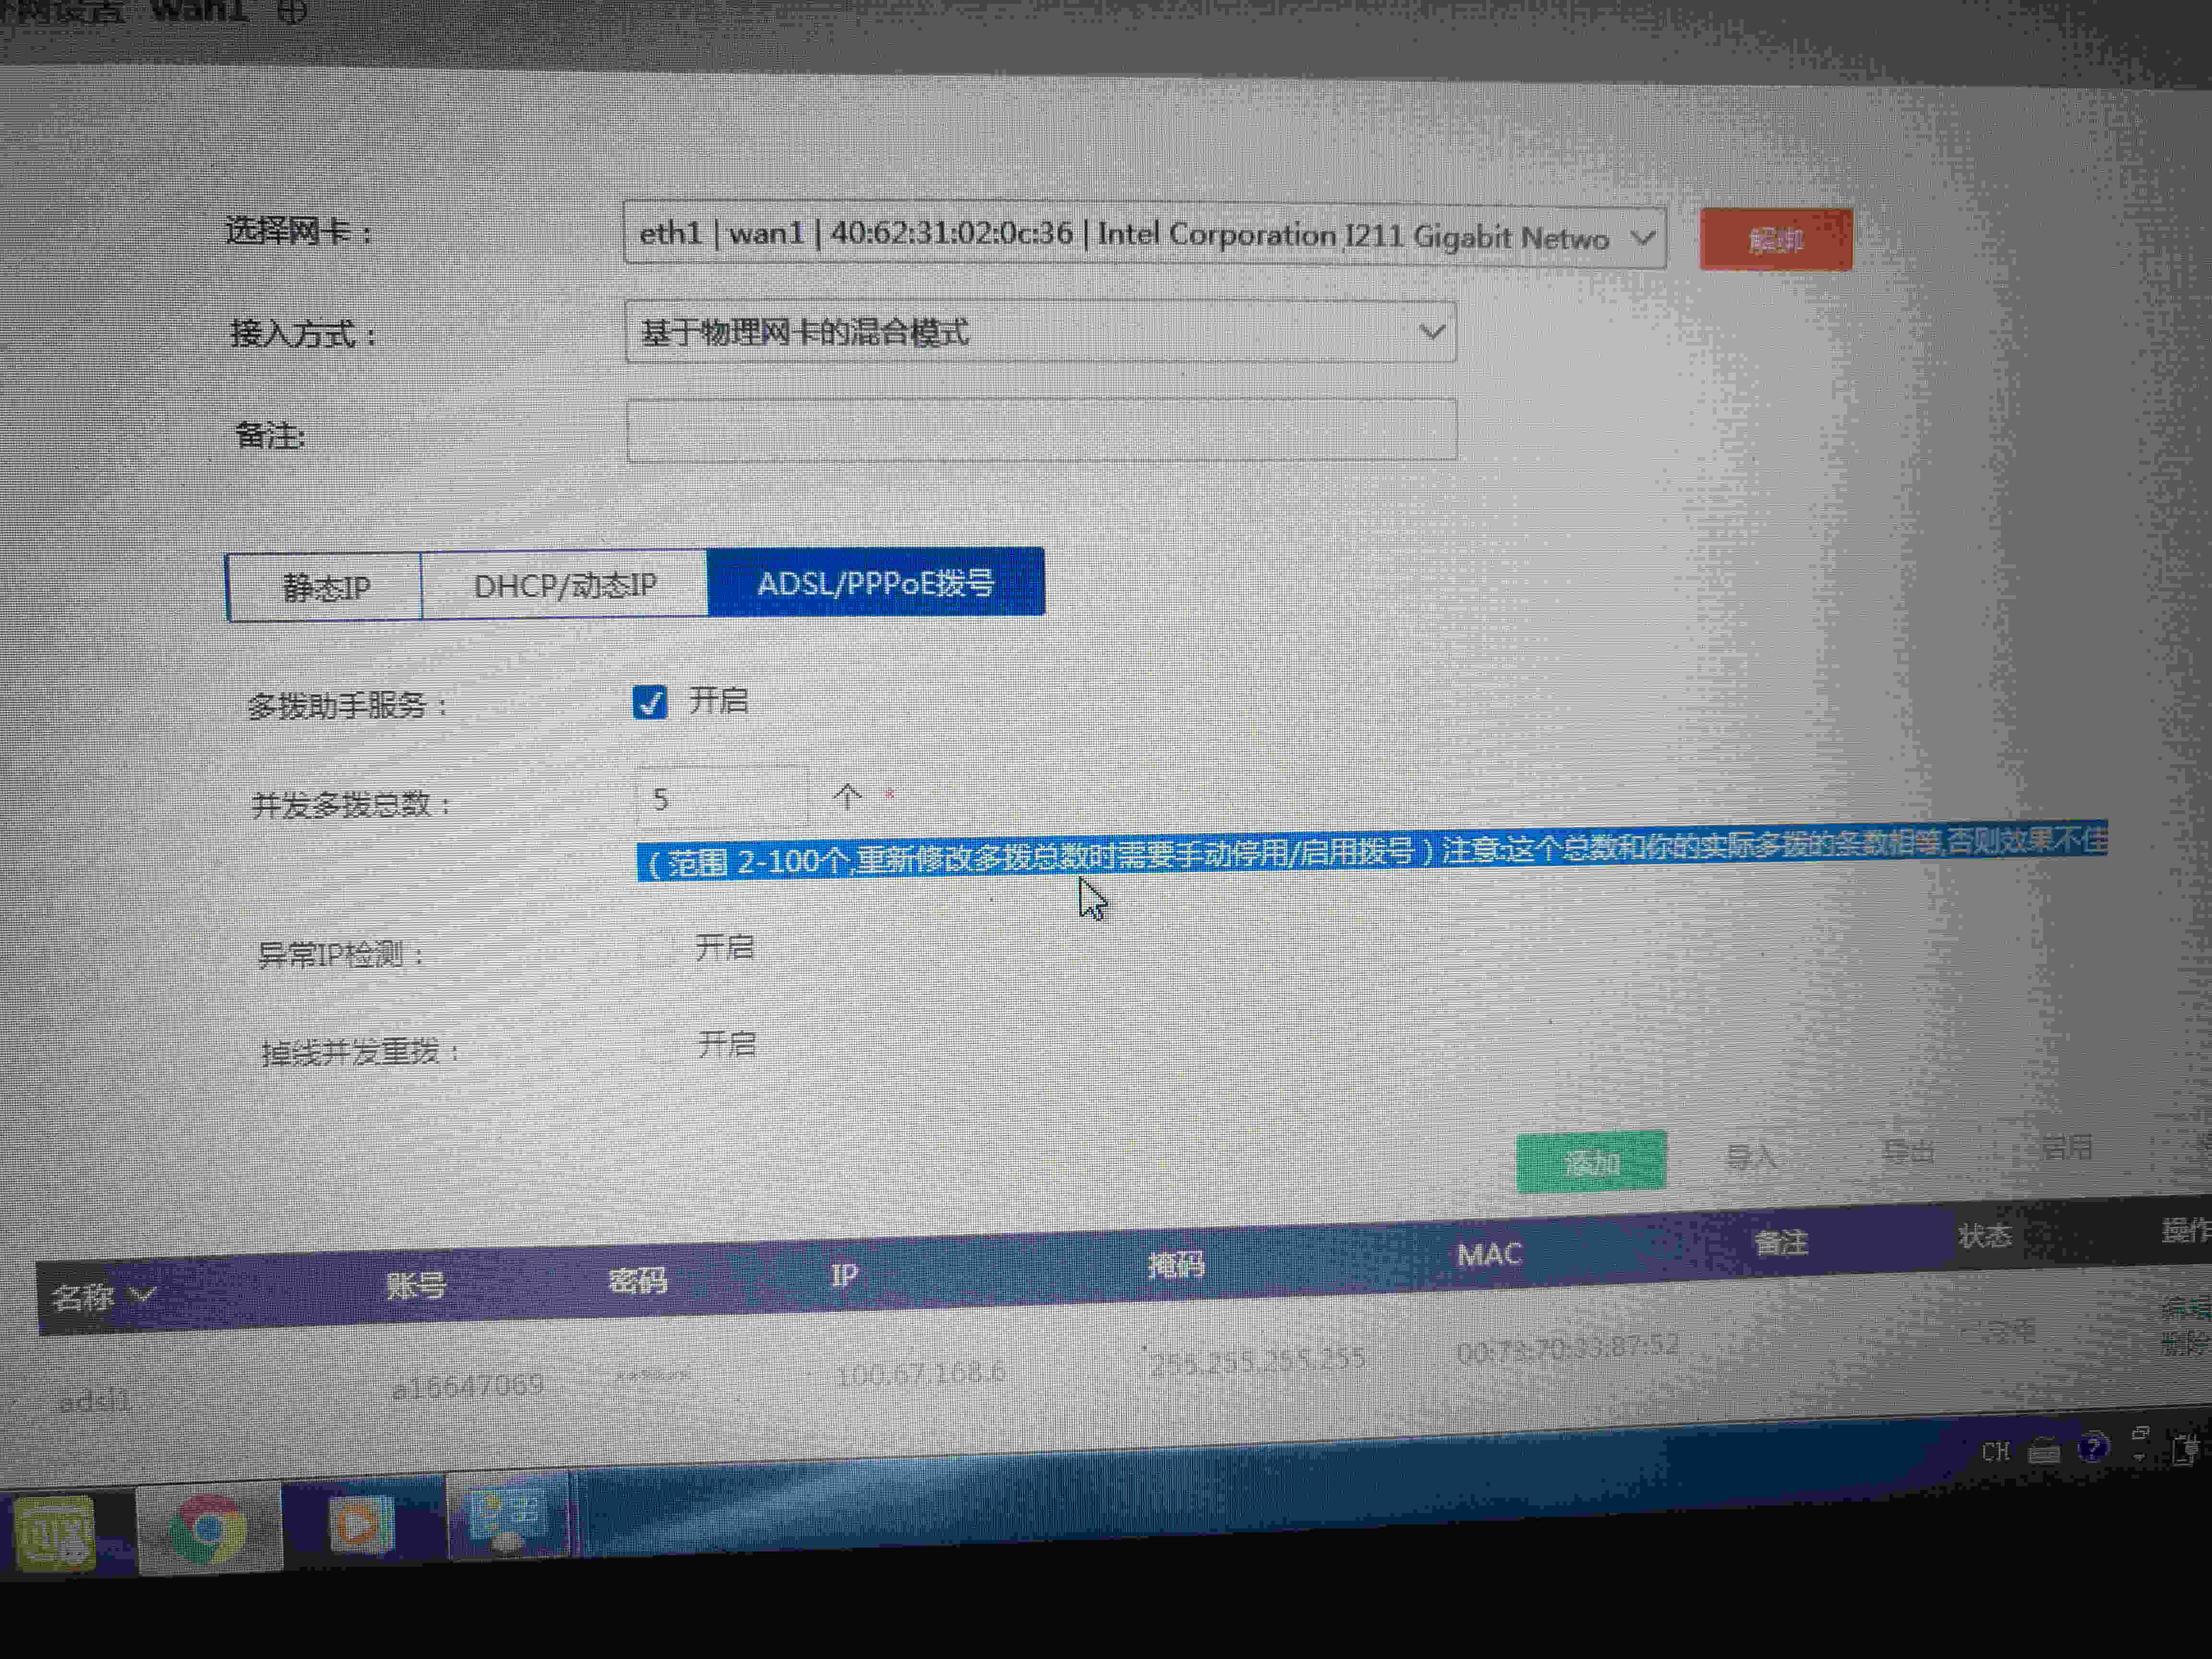 wan1
选择网卡：
eth1 | wan1 | 40:62:31:02:0c:36 | Intel Corporation I211 Gigabit Netwo
解绑
接入方式：
基于物理网卡的混合模式
备注:
静态IP
DHCP/动态IP
ADSL/PPPoE拨号
多拨助手服务：
开启
并发多拨总数：
5
个 *
（范围 2-100个,重新修改多拨总数时需要手动停用/启用拨号）注意:这个总数和你的实际多拨的条数相等,否则效果不佳
异常IP检测：
开启
掉线并发重拨：
开启
添加
导入
导出
启用
名称
账号
密码
IP
掩码
MAC
备注
状态
操作
adsl1
a16647069
******
100.67.168.6
255.255.255.255
00:73:70:33:87:52
编辑
删除
CH